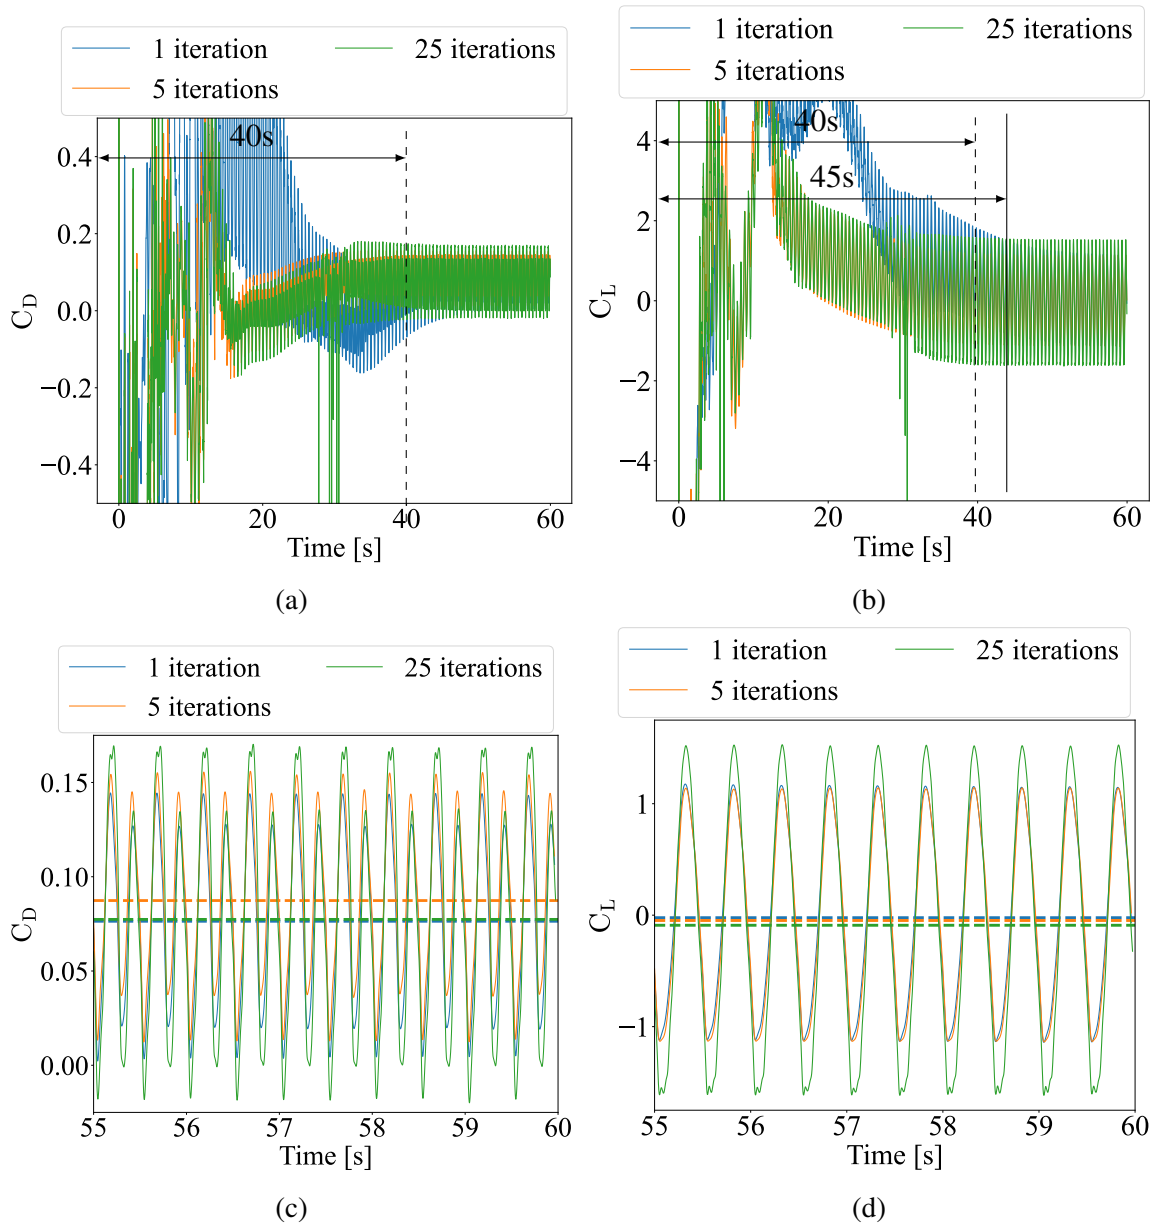 1 iteration
25 iterations
5 iterations
40s
0.4
0.2
0.0
−0.2
−0.4
C_D
0
20
40
60
Time [s]
(a)
1 iteration
25 iterations
5 iterations
40s
45s
4
2
0
−2
−4
C_L
0
20
40
60
Time [s]
(b)
1 iteration
25 iterations
5 iterations
0.15
0.10
0.05
0.00
C_D
55
56
57
58
59
60
Time [s]
(c)
1 iteration
25 iterations
5 iterations
1
0
−1
C_L
55
56
57
58
59
60
Time [s]
(d)